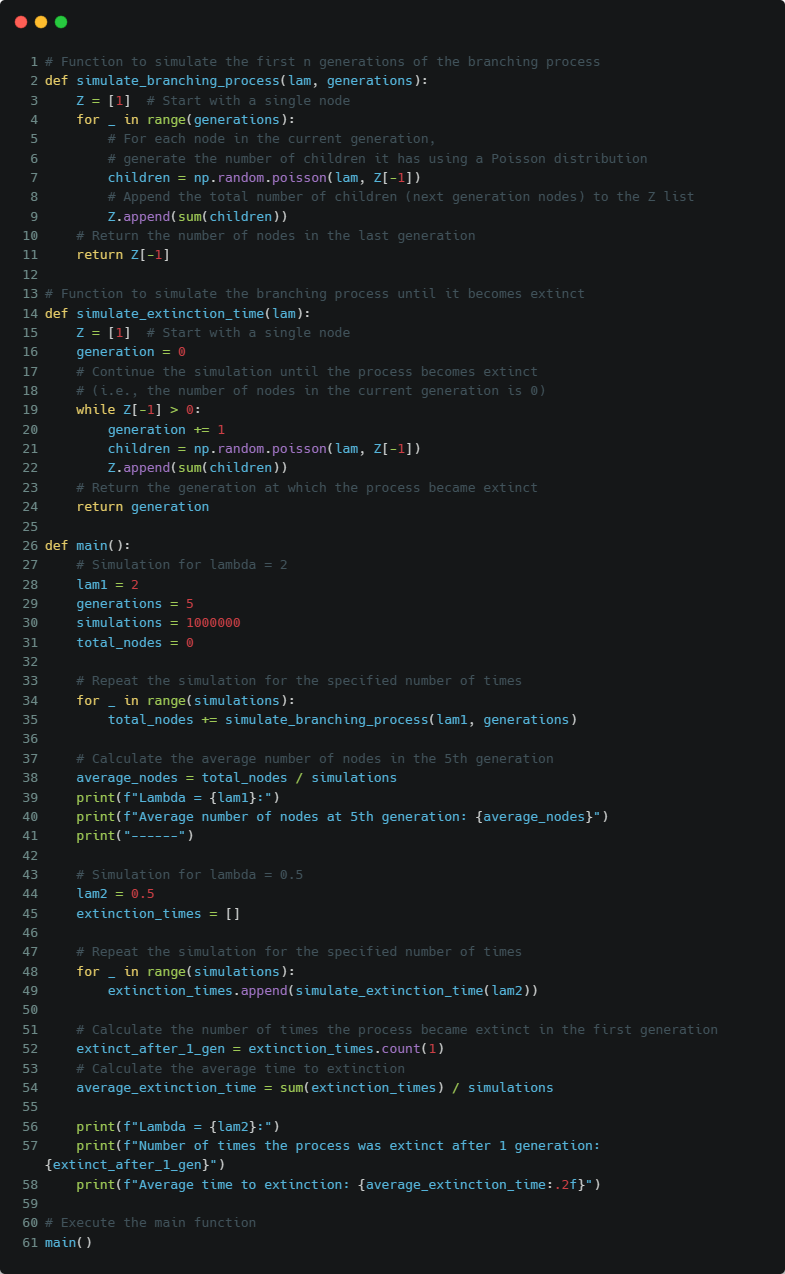 1 # Function to simulate the first n generations of the branching process
2 def simulate_branching_process(lam, generations):
3     Z = [1]  # Start with a single node
4     for _ in range(generations):
5         # For each node in the current generation,
6         # generate the number of children it has using a Poisson distribution
7         children = np.random.poisson(lam, Z[-1])
8         # Append the total number of children (next generation nodes) to the Z list
9         Z.append(sum(children))
10     # Return the number of nodes in the last generation
11     return Z[-1]
12
13 # Function to simulate the branching process until it becomes extinct
14 def simulate_extinction_time(lam):
15     Z = [1]  # Start with a single node
16     generation = 0
17     # Continue the simulation until the process becomes extinct
18     # (i.e., the number of nodes in the current generation is 0)
19     while Z[-1] > 0:
20         generation += 1
21         children = np.random.poisson(lam, Z[-1])
22         Z.append(sum(children))
23     # Return the generation at which the process became extinct
24     return generation
25
26 def main():
27     # Simulation for lambda = 2
28     lam1 = 2
29     generations = 5
30     simulations = 1000000
31     total_nodes = 0
32
33     # Repeat the simulation for the specified number of times
34     for _ in range(simulations):
35         total_nodes += simulate_branching_process(lam1, generations)
36
37     # Calculate the average number of nodes in the 5th generation
38     average_nodes = total_nodes / simulations
39     print(f"Lambda = {lam1}:")
40     print(f"Average number of nodes at 5th generation: {average_nodes}")
41     print("------")
42
43     # Simulation for lambda = 0.5
44     lam2 = 0.5
45     extinction_times = []
46
47     # Repeat the simulation for the specified number of times
48     for _ in range(simulations):
49         extinction_times.append(simulate_extinction_time(lam2))
50
51     # Calculate the number of times the process became extinct in the first generation
52     extinct_after_1_gen = extinction_times.count(1)
53     # Calculate the average time to extinction
54     average_extinction_time = sum(extinction_times) / simulations
55
56     print(f"Lambda = {lam2}:")
57     print(f"Number of times the process was extinct after 1 generation:
{extinct_after_1_gen}")
58     print(f"Average time to extinction: {average_extinction_time:.2f}")
59
60 # Execute the main function
61 main()